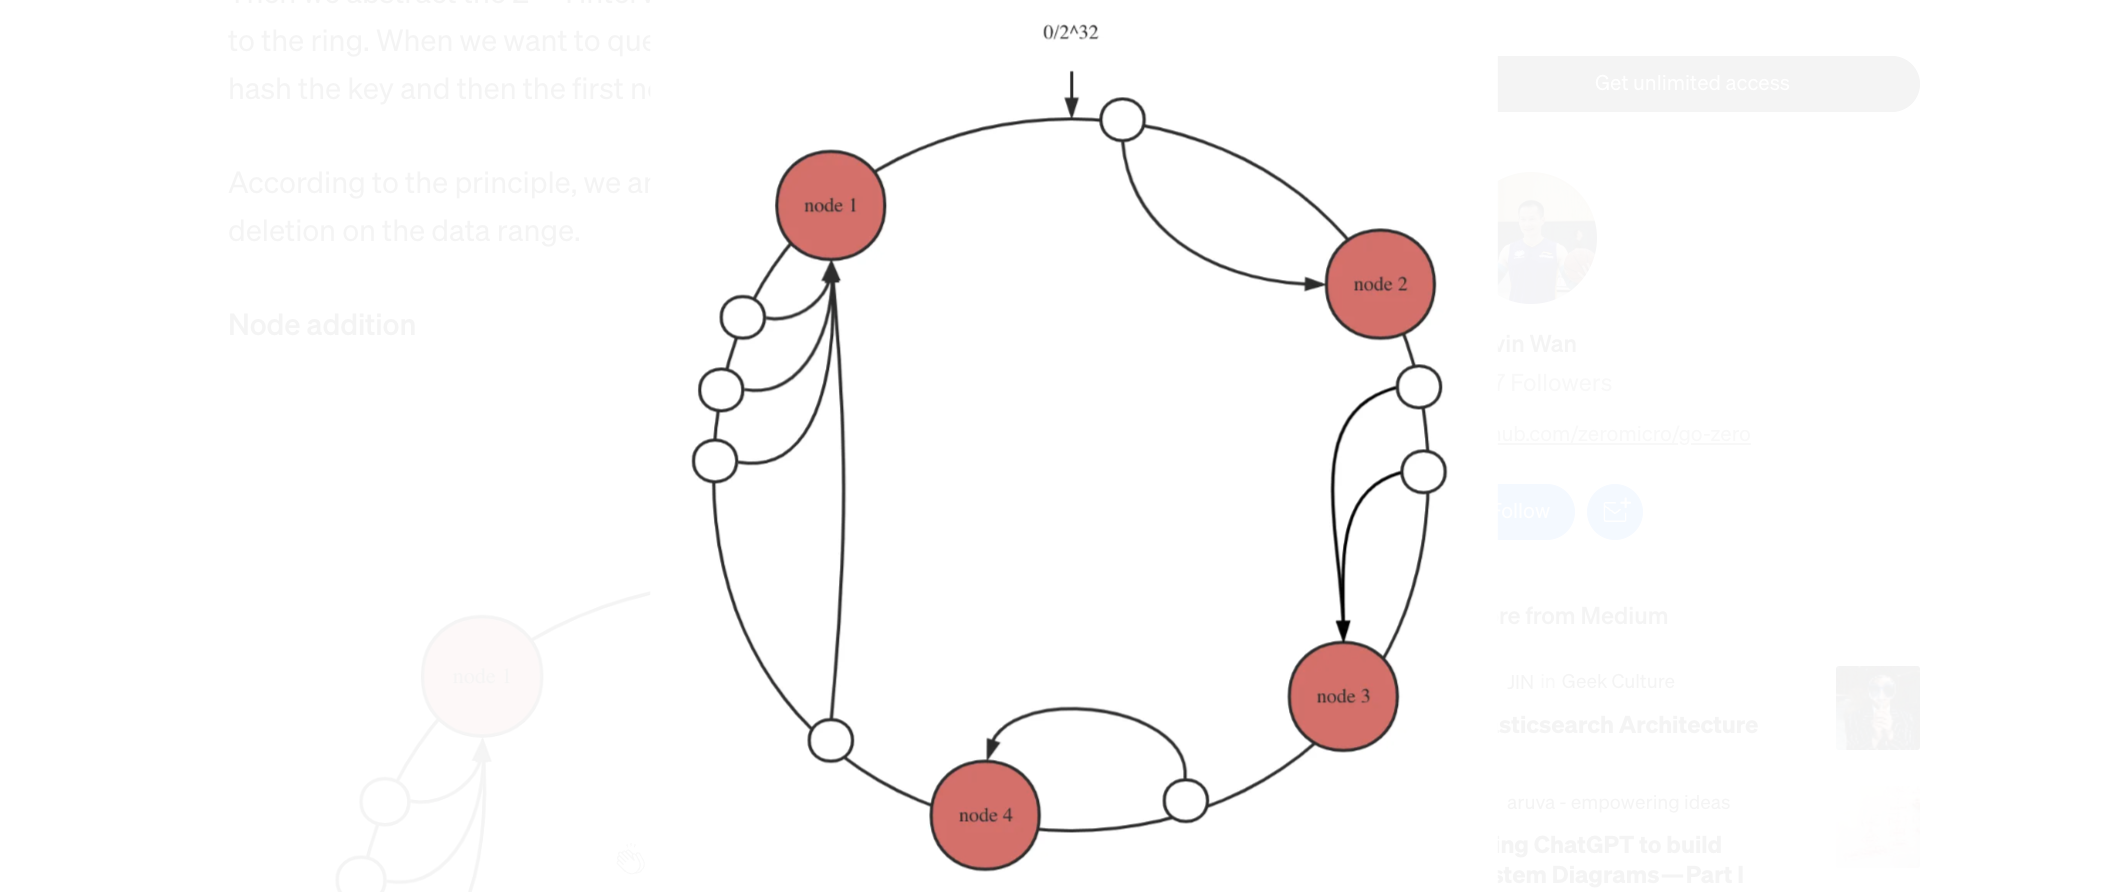 to the ring. When we want to que
hash the key and then the first n
According to the principle, we ar
deletion on the data range.
Node addition
node 1
0/2^32
node 1
node 2
node 3
node 4
Get unlimited access
vin Wan
7 Followers
ub.com/zeromicro/go-zero
Follow
re from Medium
JIN in Geek Culture
sticsearch Architecture
aruva - empowering ideas
ing ChatGPT to build
stem Diagrams—Part I